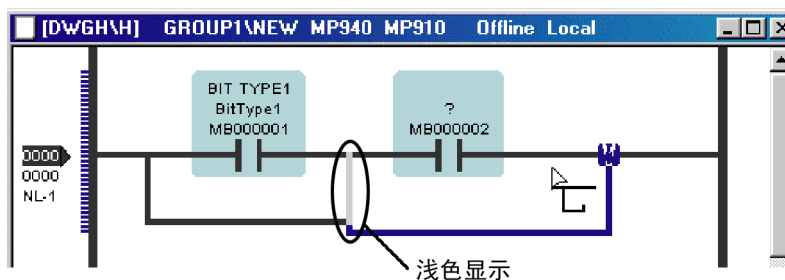 [DWGH\H] GROUP1\NEW MP940 MP910 Offline Local
BIT TYPE1
BitType1
MB000001
?
MB000002
0000
0000
NL-1
浅色显示